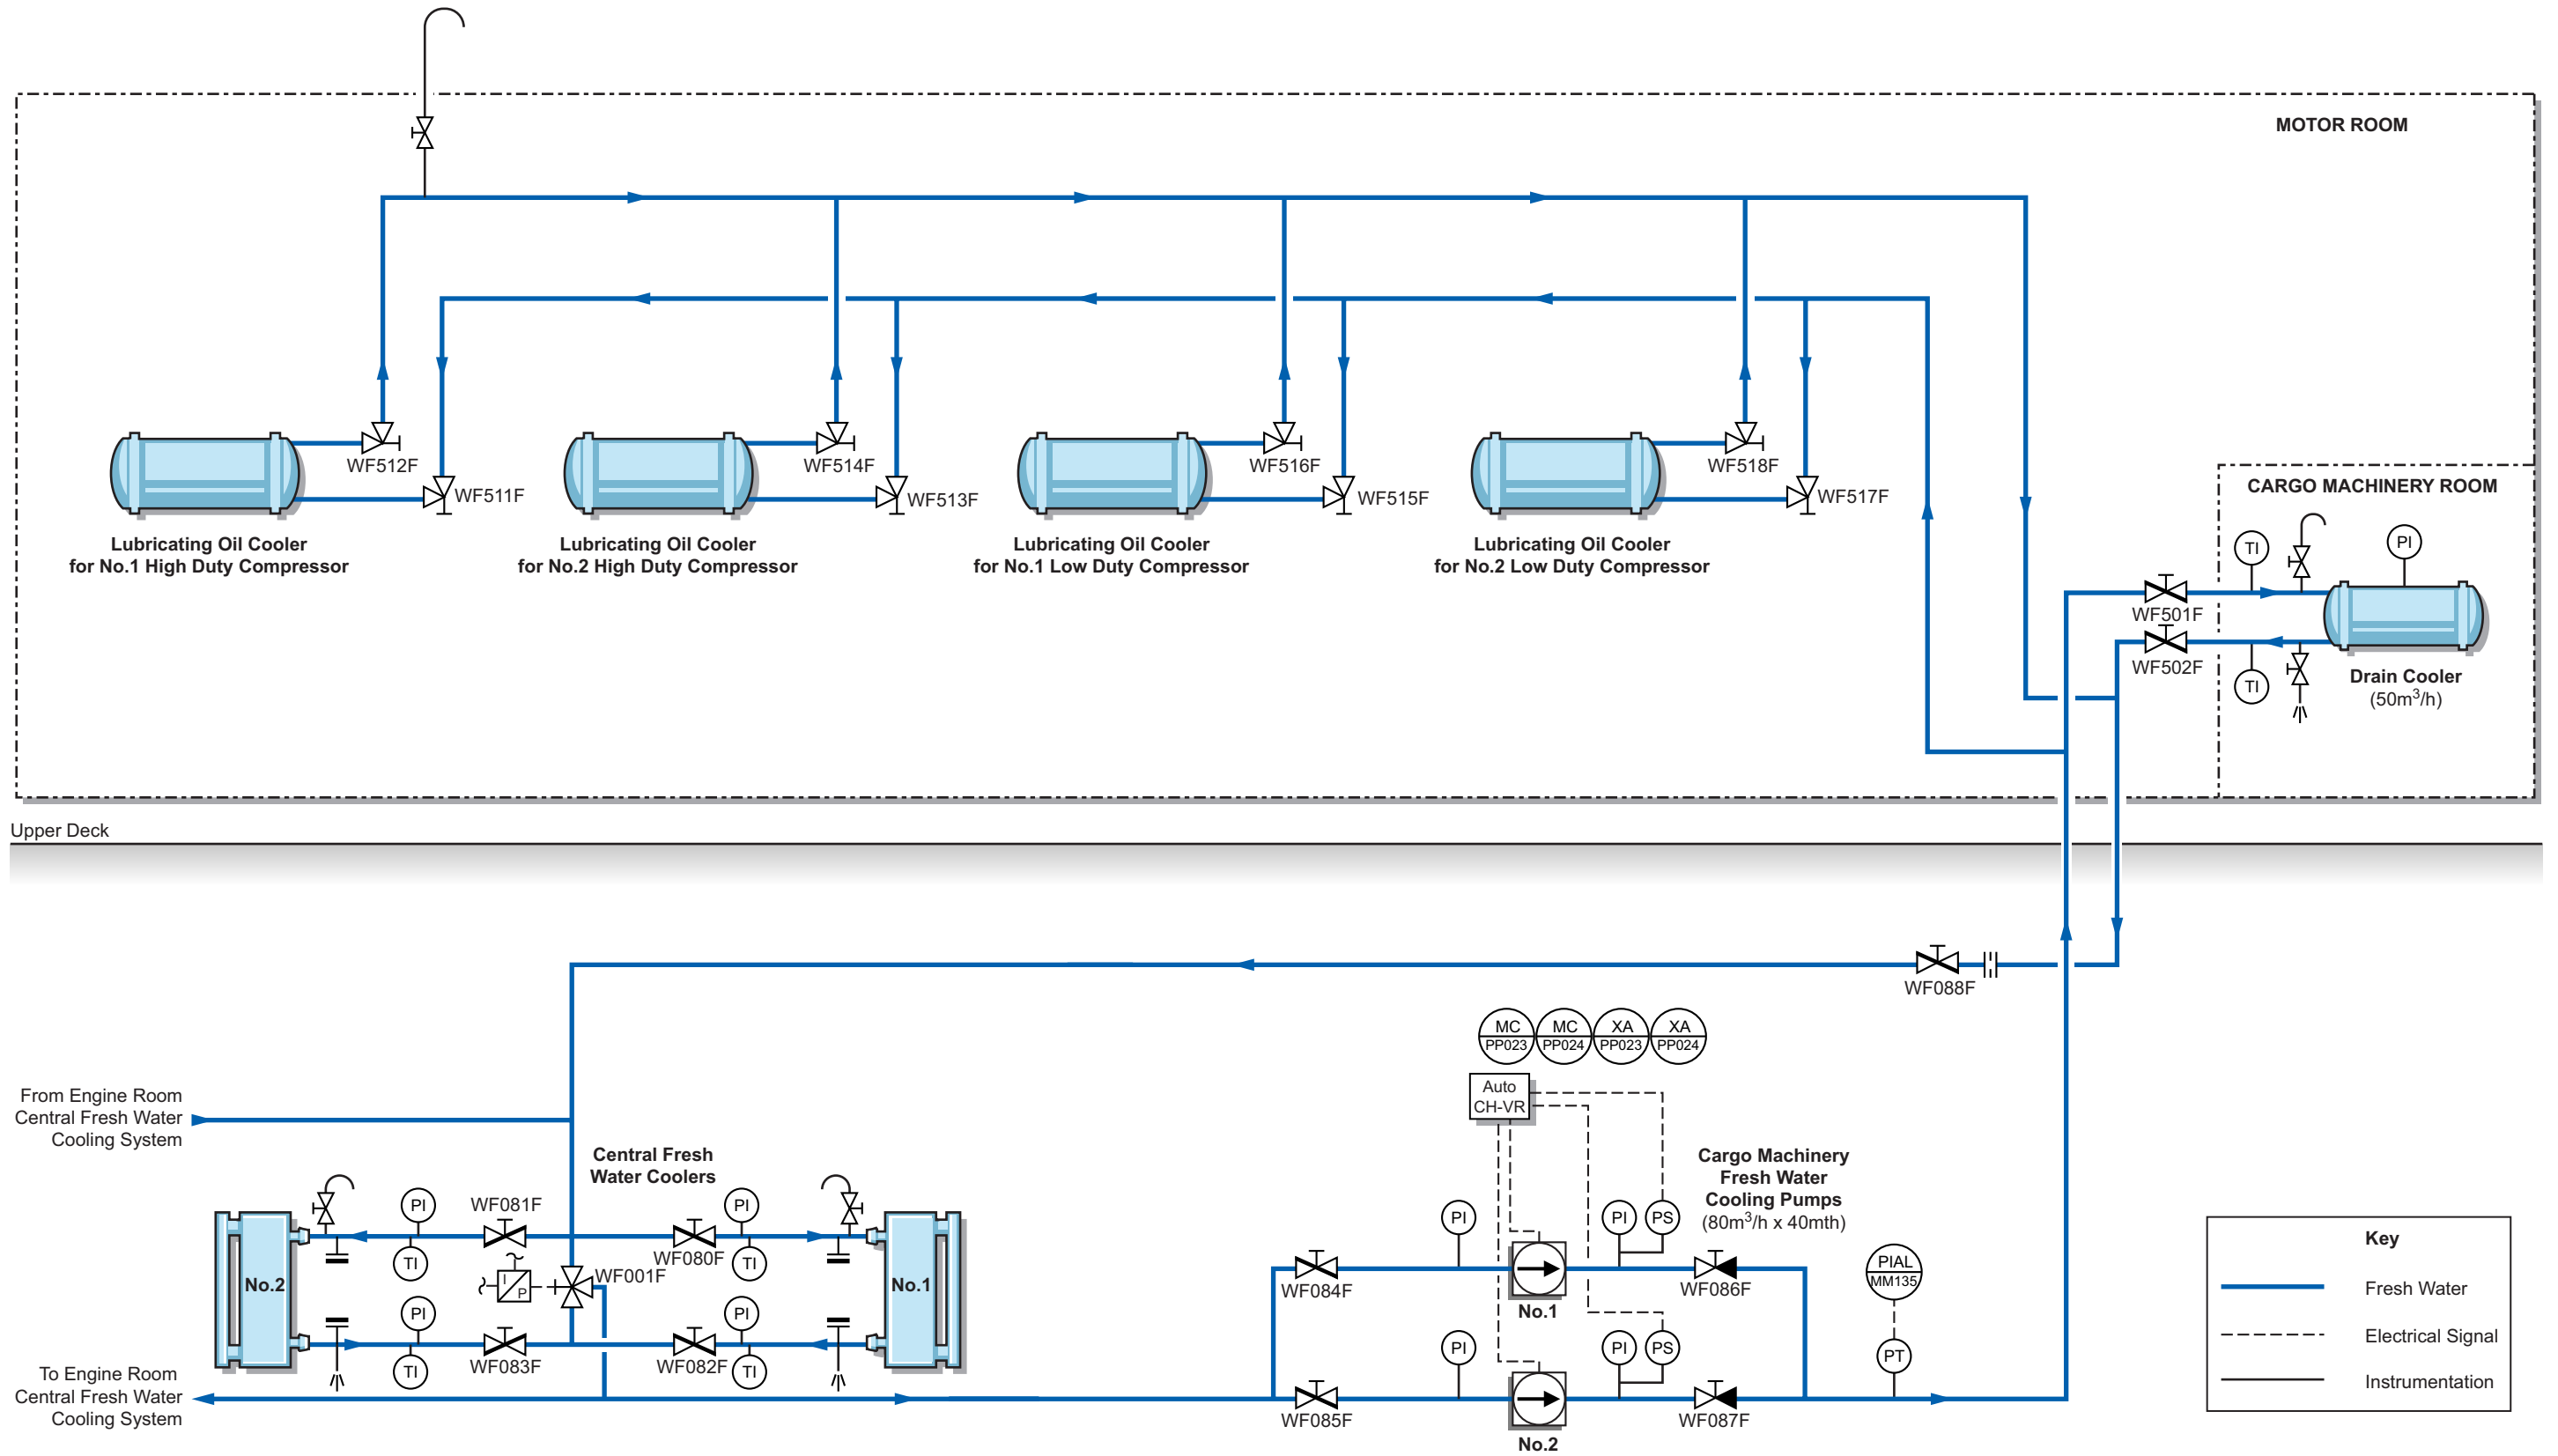 MOTOR ROOM
WF512F
WF511F
WF514F
WF513F
WF516F
WF515F
WF518F
WF517F
Lubricating Oil Cooler
for No.1 High Duty Compressor
Lubricating Oil Cooler
for No.2 High Duty Compressor
Lubricating Oil Cooler
for No.1 Low Duty Compressor
Lubricating Oil Cooler
for No.2 Low Duty Compressor
CARGO MACHINERY ROOM
TI
PI
WF501F
WF502F
TI
Drain Cooler
(50m³/h)
Upper Deck
WF088F
MC
PP023
MC
PP024
XA
PP023
XA
PP024
Auto
CH-VR
From Engine Room
Central Fresh Water
Cooling System
Central Fresh
Water Coolers
Cargo Machinery
Fresh Water
Cooling Pumps
(80m³/h x 40mth)
PI
WF081F
PI
TI
WF080F
TI
No.2
I
P
WF001F
No.1
PI
PI
TI
WF083F
WF082F
TI
To Engine Room
Central Fresh Water
Cooling System
PI
PI
PS
WF084F
No.1
WF086F
PI
PI
PS
WF085F
No.2
WF087F
PIAL
MM135
PT
Key
Fresh Water
Electrical Signal
Instrumentation